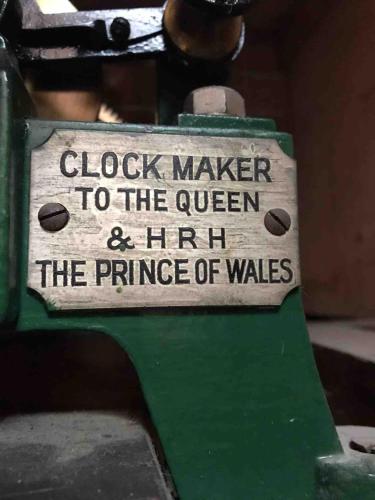 CLOCK MAKER
TO THE QUEEN
& H R H
THE PRINCE OF WALES